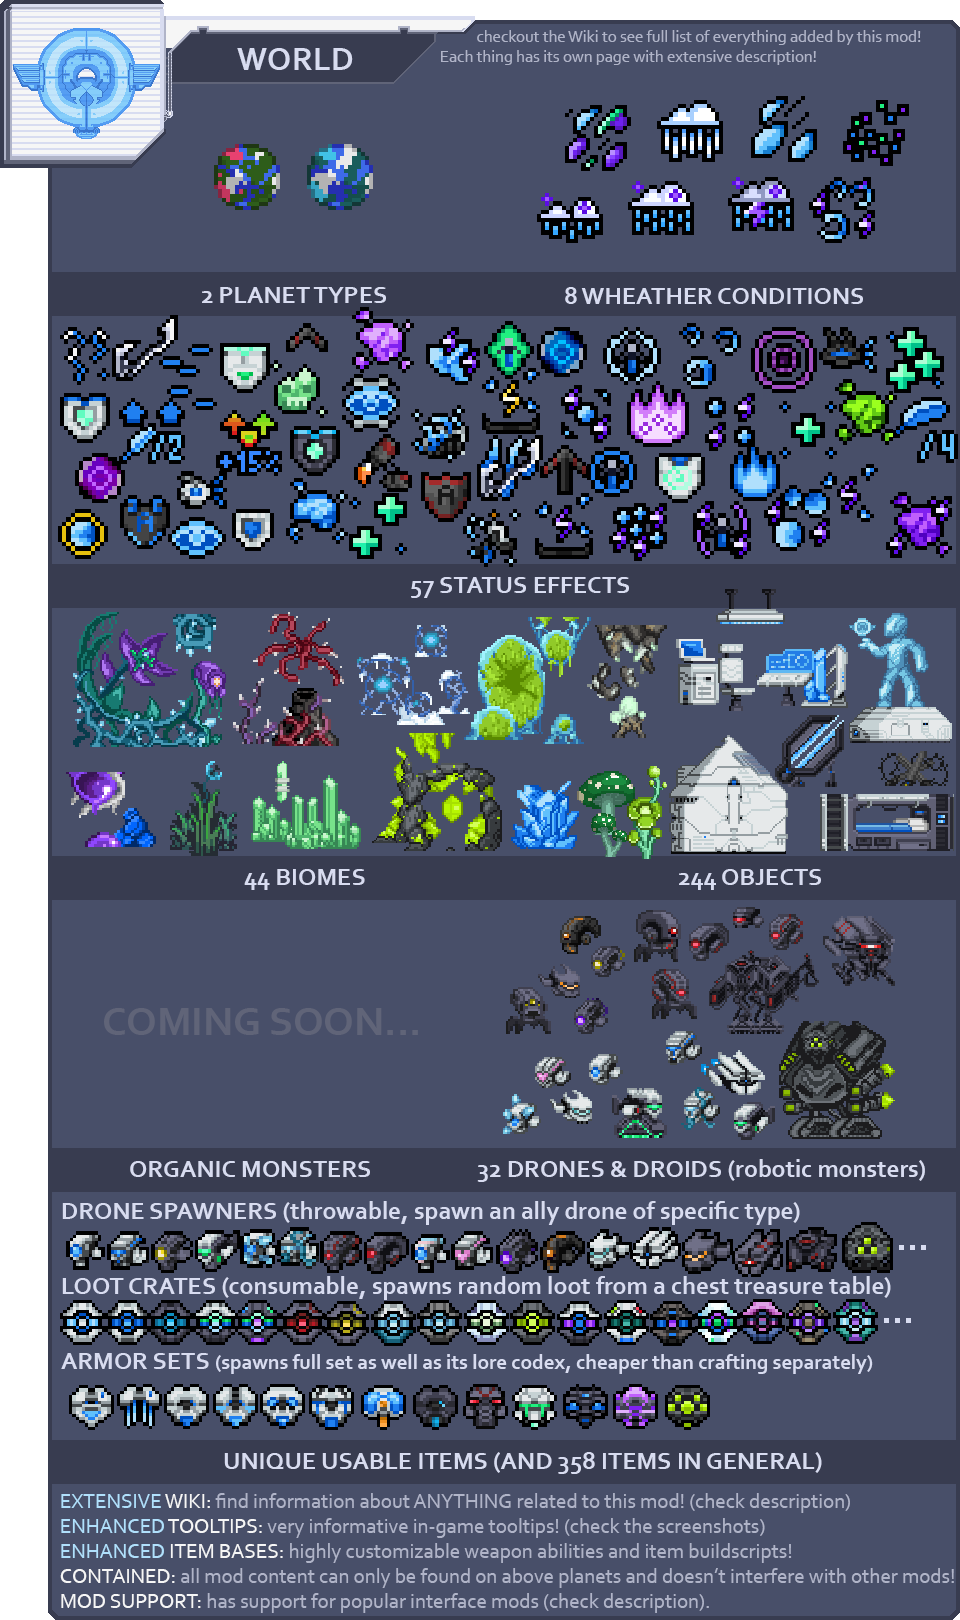 WORLD
checkout the Wiki to see full list of everything added by this mod!
Each thing has its own page with extensive description!
2 PLANET TYPES
8 WHEATHER CONDITIONS
/2
+15%
/4
57 STATUS EFFECTS
44 BIOMES
244 OBJECTS
COMING SOON...
ORGANIC MONSTERS
32 DRONES & DROIDS (robotic monsters)
DRONE SPAWNERS (throwable, spawn an ally drone of specific type)
...
LOOT CRATES (consumable, spawns random loot from a chest treasure table)
...
ARMOR SETS (spawns full set as well as its lore codex, cheaper than crafting separately)
UNIQUE USABLE ITEMS (AND 358 ITEMS IN GENERAL)
EXTENSIVE WIKI: find information about ANYTHING related to this mod! (check description)
ENHANCED TOOLTIPS: very informative in-game tooltips! (check the screenshots)
ENHANCED ITEM BASES: highly customizable weapon abilities and item buildscripts!
CONTAINED: all mod content can only be found on above planets and doesn't interfere with other mods!
MOD SUPPORT: has support for popular interface mods (check description).